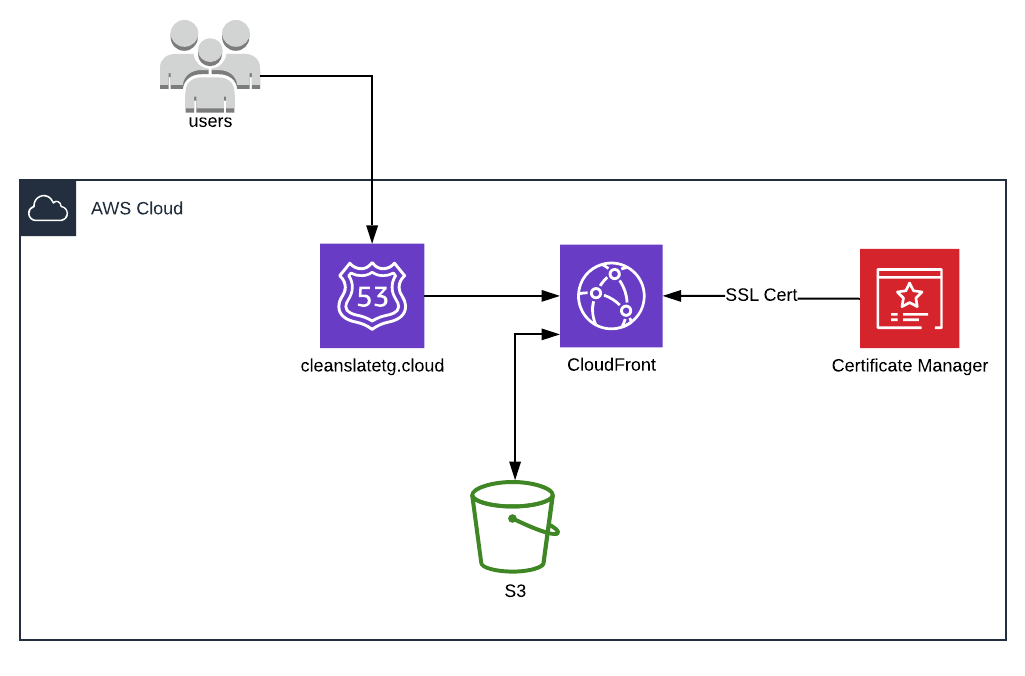 users
AWS Cloud
53
SSL Cert
cleanslatetg.cloud
CloudFront
Certificate Manager
S3